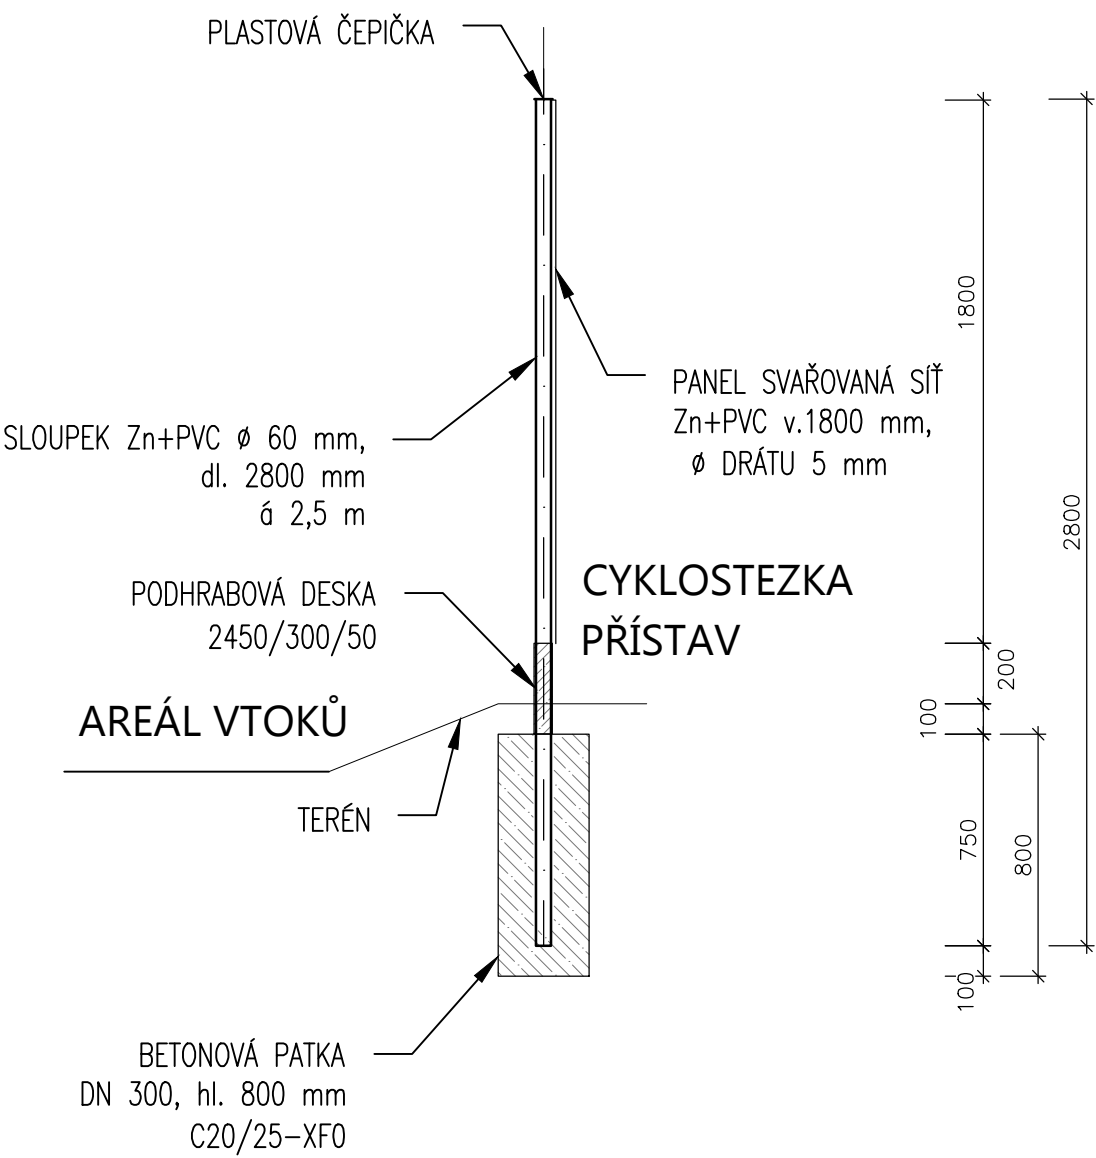 PLASTOVÁ ČEPIČKA
PANEL SVAŘOVANÁ SÍŤ
Zn+PVC v.1800 mm,
ø DRÁTU 5 mm
SLOUPEK Zn+PVC ø 60 mm,
dl. 2800 mm
á 2,5 m
PODHRABOVÁ DESKA
2450/300/50
CYKLOSTEZKA
PŘÍSTAV
AREÁL VTOKŮ
TERÉN
BETONOVÁ PATKA
DN 300, hl. 800 mm
C20/25-XF0
1800
2800
200
100
750
800
100